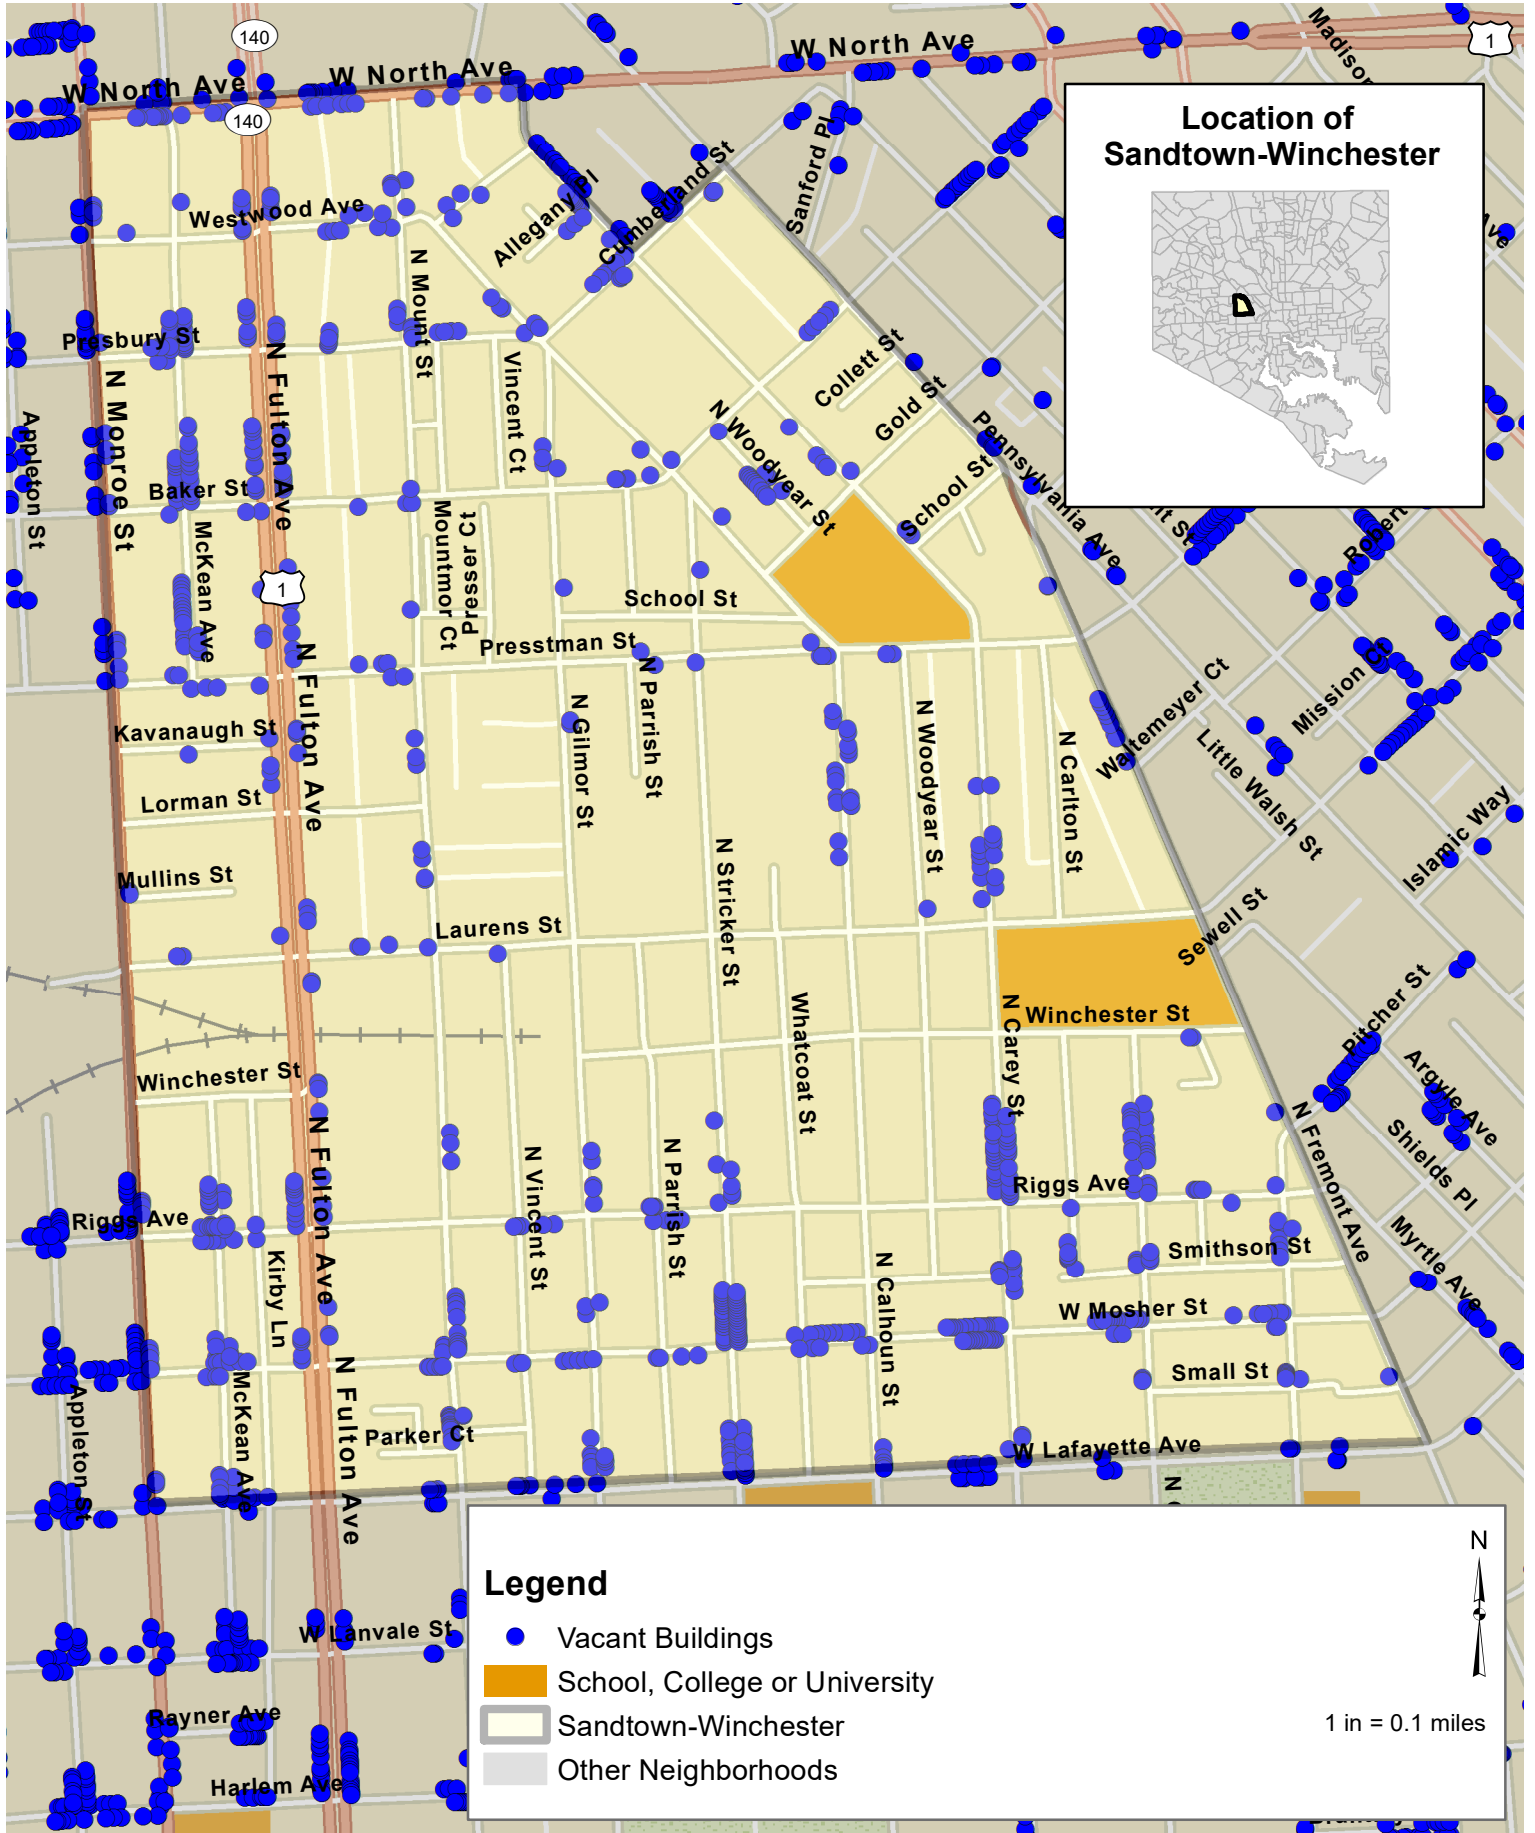 140
W North Ave
Madison
1
W North Ave
W North Ave
140
Location of
Sandtown-Winchester
Sanford Pl
Cumberland St
Allegany Pl
Westwood Ave
Ave
N Mount St
Presbury St
N Fulton Ave
Vincent Ct
Collett St
Gold St
N Monroe St
Appleton St
N Woodyear St
Pennsylvania Ave
School St
Baker St
McKean Ave
Mountmor Ct
Presser Ct
Robert
1
School St
Presstman St
N Fulton Ave
N Parrish St
N Gilmor St
Kavanaugh St
Lorman St
Mullins St
Laurens St
N Stricker St
N Woodyear St
N Carlton St
Waltemeyer Ct
Mission Ct
Little Walsh St
Islamic Way
Sewell St
Whatcoat St
N Carey St
Winchester St
Pitcher St
Argyle Ave
Shields Pl
N Fremont Ave
Winchester St
N Fulton Ave
N Vincent St
N Parrish St
Riggs Ave
Riggs Ave
Kirby Ln
N Calhoun St
Smithson St
Myrtle Ave
W Mosher St
Small St
McKean Ave
Appleton St
N Fulton Ave
Parker Ct
W Lafayette Ave
N
W Lanvale St
Rayner Ave
Harlem Ave
Legend
Vacant Buildings
School, College or University
Sandtown-Winchester
Other Neighborhoods
N
1 in = 0.1 miles